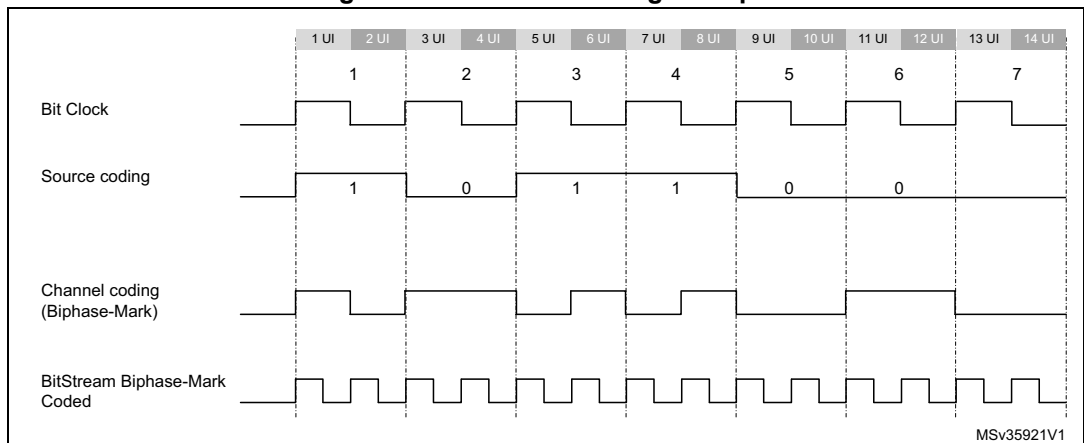 1 UI 2 UI 3 UI 4 UI 5 UI 6 UI 7 UI 8 UI 9 UI 10 UI 11 UI 12 UI 13 UI 14 UI
1 2 3 4 5 6 7
Bit Clock
Source coding
1 0 1 1 0 0
Channel coding
(Biphase-Mark)
BitStream Biphase-Mark
Coded
MSv35921V1